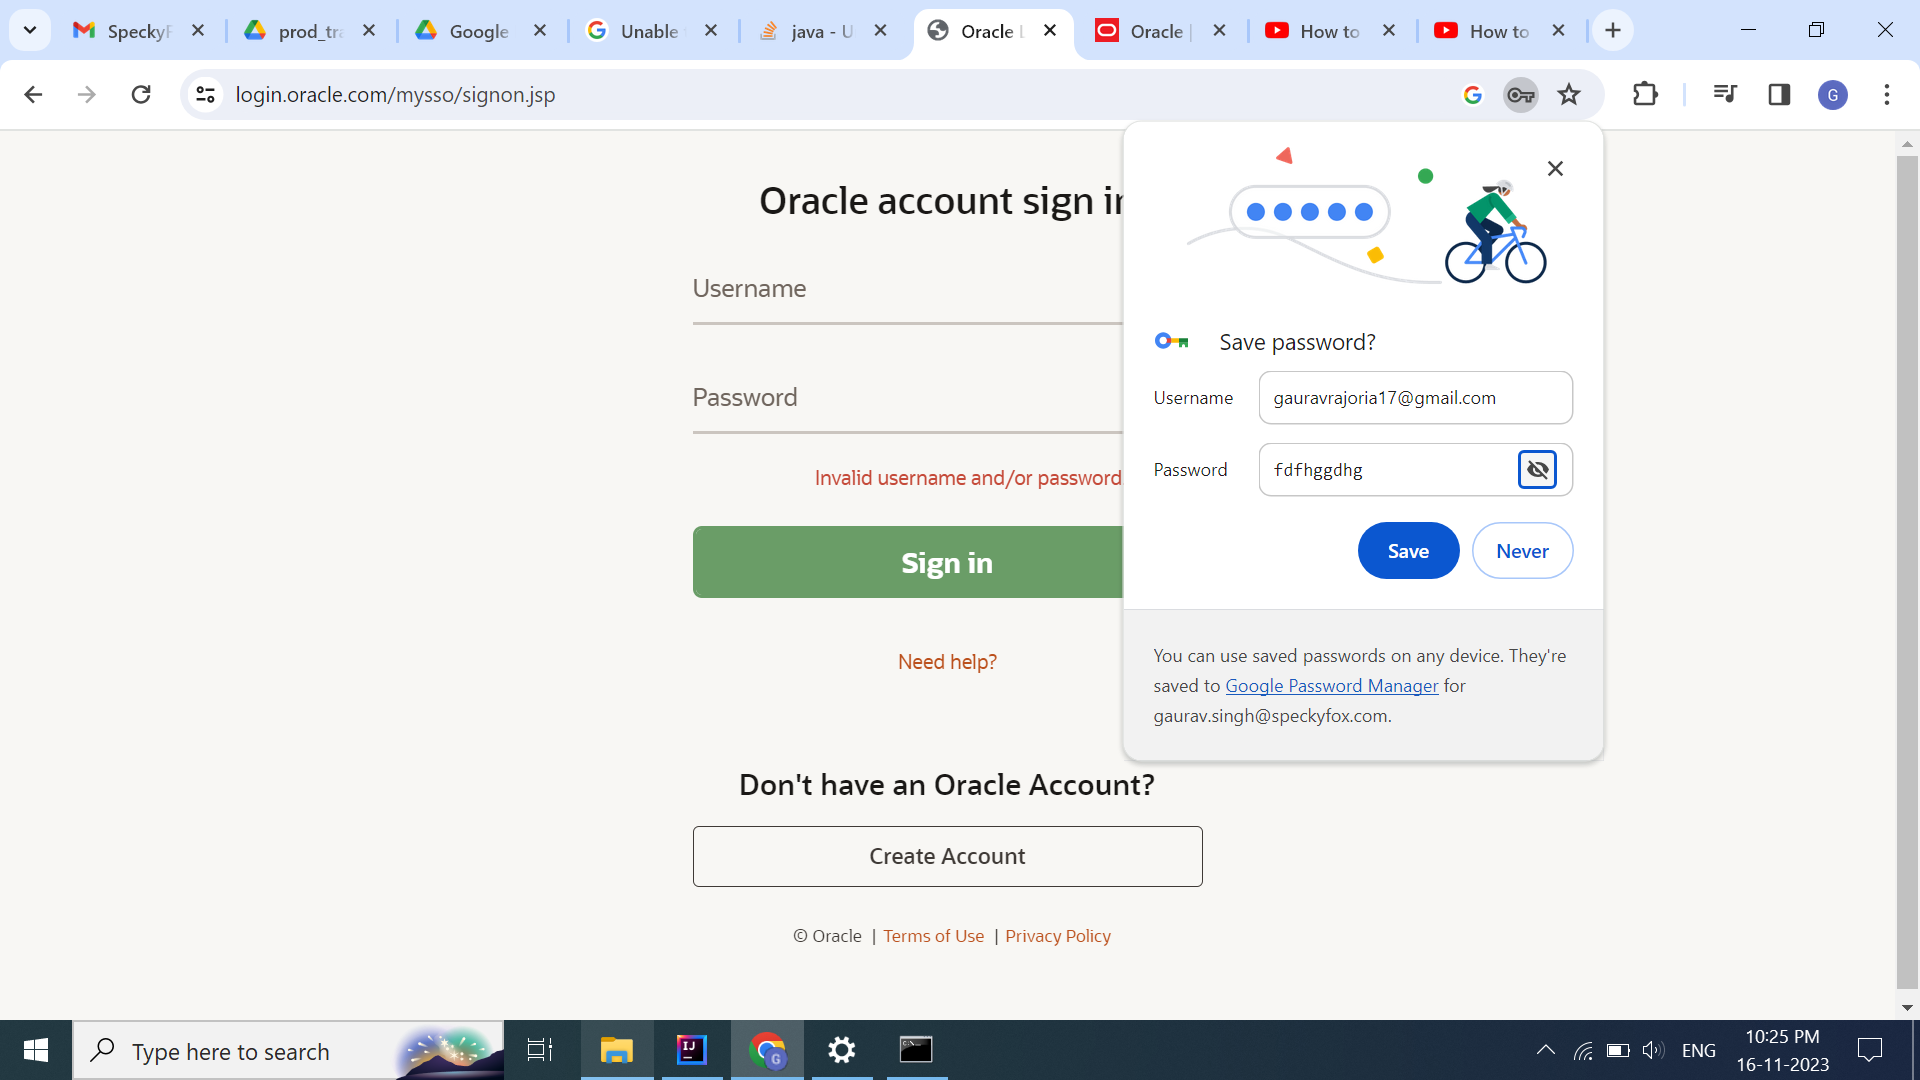 SpeckyF
prod_tra
Google
Unable
java - U
Oracle L
Oracle |
How to
How to
login.oracle.com/mysso/signon.jsp
G
Oracle account sign in
Username
Password
Invalid username and/or password
Sign in
Need help?
Don't have an Oracle Account?
Create Account
© Oracle | Terms of Use | Privacy Policy
Save password?
Username gauravrajoria17@gmail.com
Password fdfhggdhg
Save Never
You can use saved passwords on any device. They're
saved to Google Password Manager for
gaurav.singh@speckyfox.com.
Type here to search
IJ
G
ENG
10:25 PM
16-11-2023